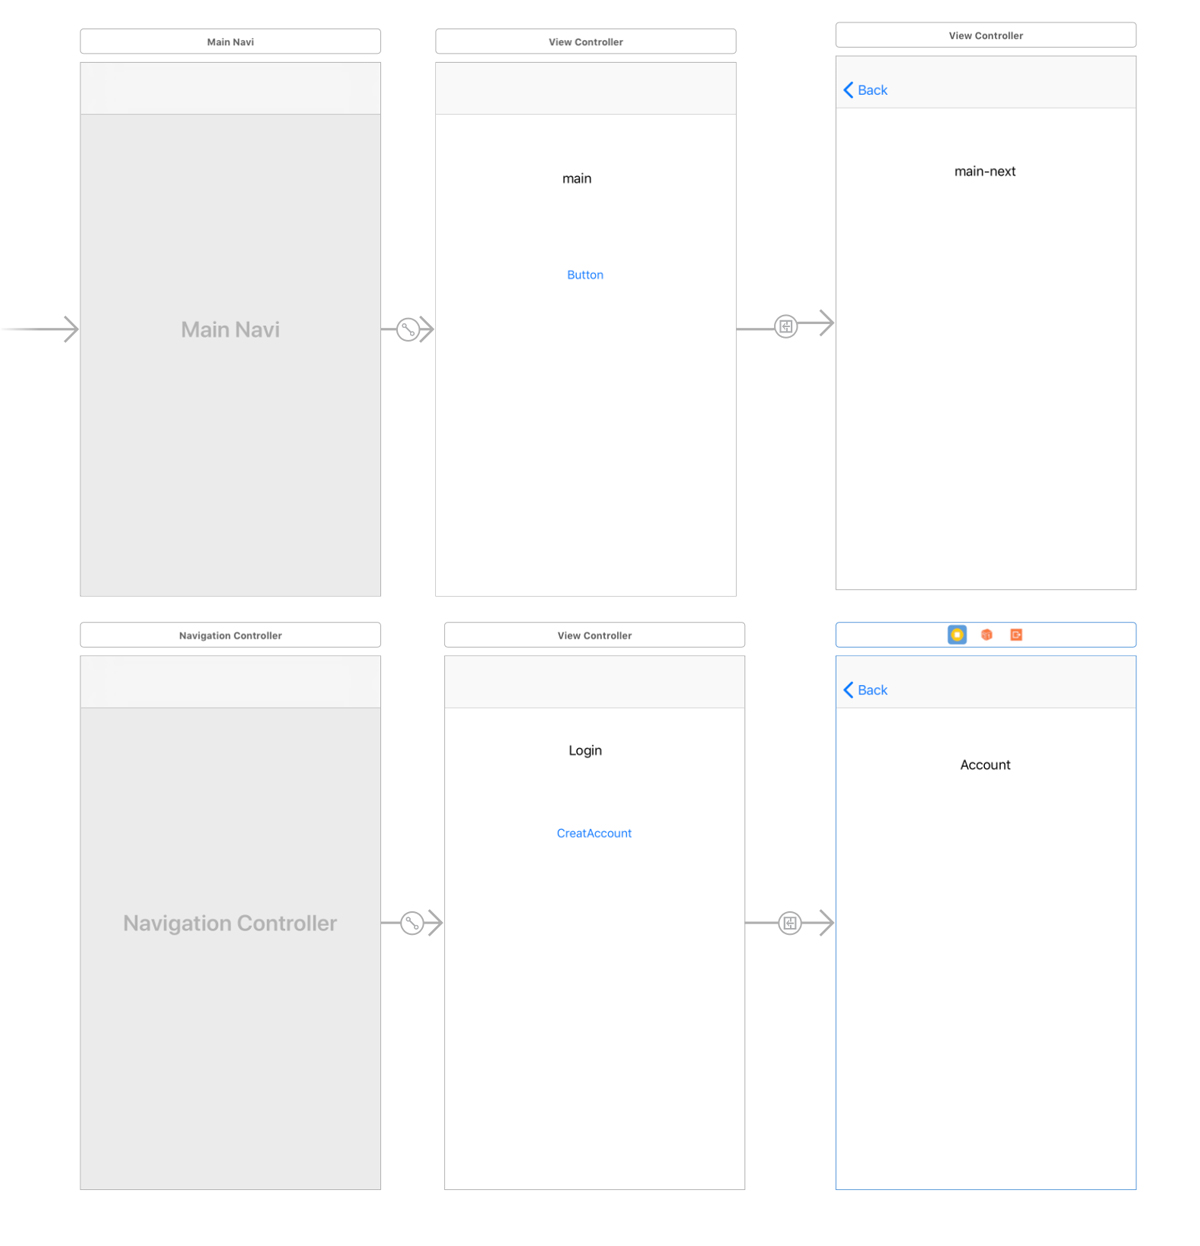 Main Navi
View Controller
View Controller
Back
main
main-next
Button
Main Navi
Navigation Controller
View Controller
Back
Login
Account
CreatAccount
Navigation Controller